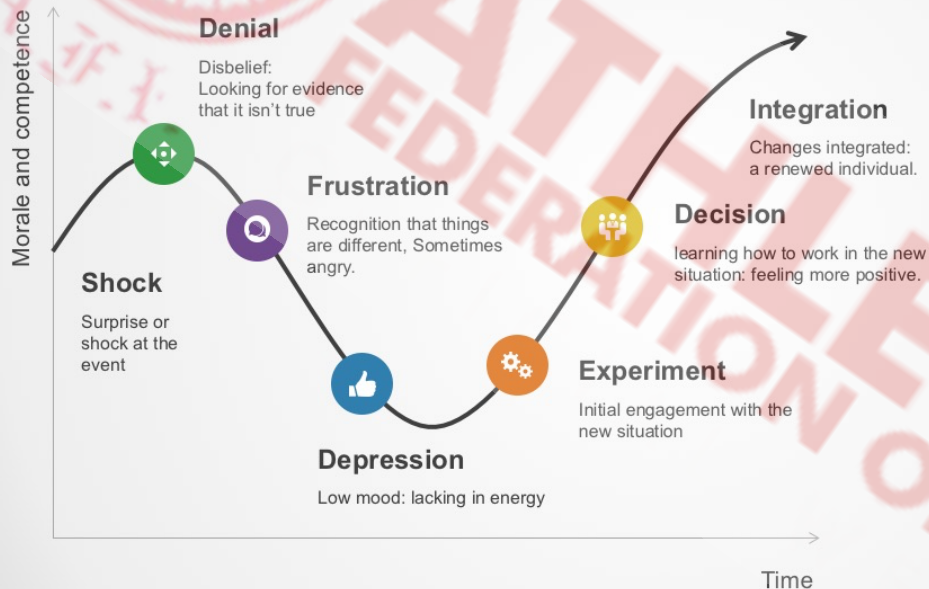 Morale and competence
Denial
Disbelief:
Looking for evidence
that it isn't true
Integration
Changes integrated:
a renewed individual.
Frustration
Recognition that things
are different, Sometimes
angry.
Decision
learning how to work in the new
situation: feeling more positive.
Shock
Surprise or
shock at the
event
Experiment
Initial engagement with the
new situation
Depression
Low mood: lacking in energy
Time
FEDERATION